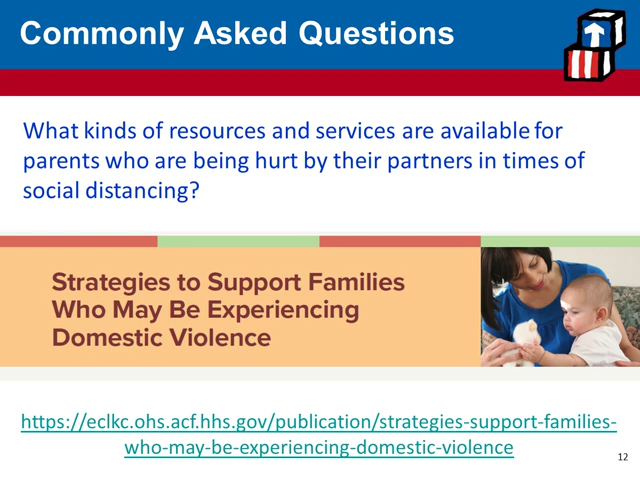 Commonly Asked Questions
What kinds of resources and services are available for
parents who are being hurt by their partners in times of
social distancing?
Strategies to Support Families
Who May Be Experiencing
Domestic Violence
https://eclkc.ohs.acf.hhs.gov/publication/strategies-support-families-
who-may-be-experiencing-domestic-violence
12